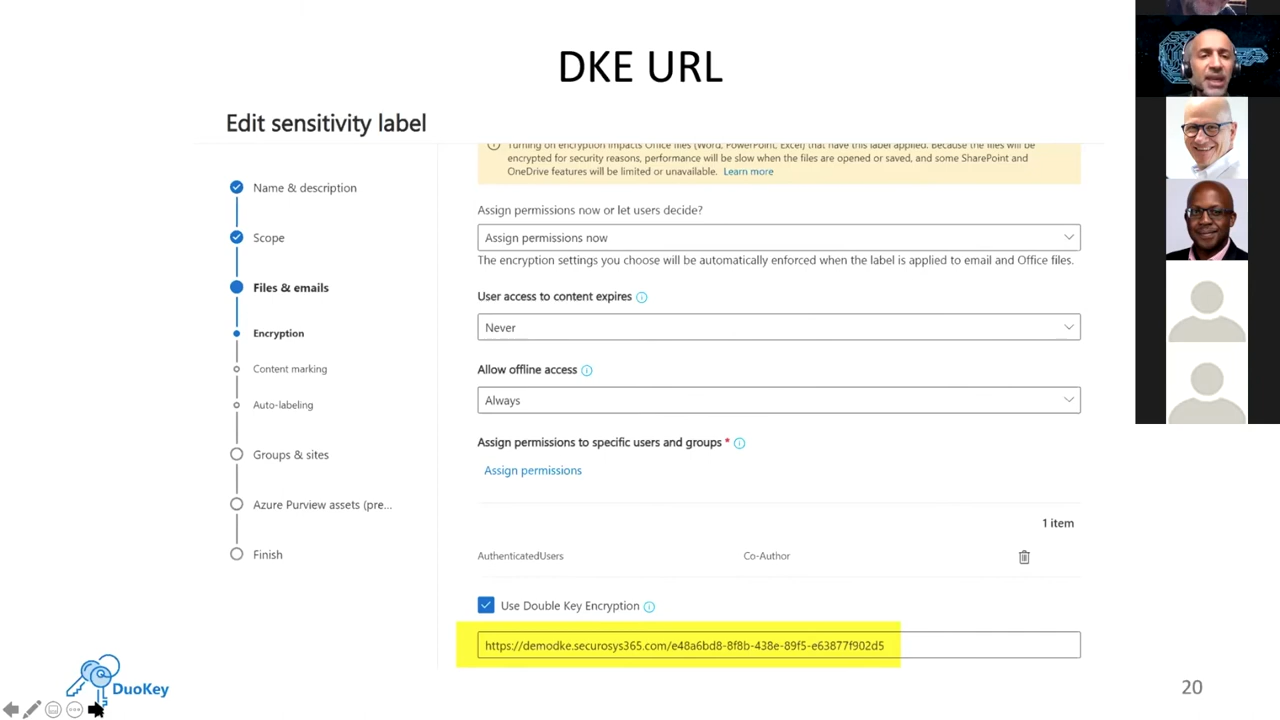 DKE URL
Edit sensitivity label
Name & description
Scope
Files & emails
Encryption
Content marking
Auto-labeling
Groups & sites
Azure Purview assets (pre...
Finish
Turning on encryption impacts Office files (Word, PowerPoint, Excel) that have this label applied. Because the files will be
encrypted for security reasons, performance will be slow when the files are opened or saved, and some SharePoint and
OneDrive features will be limited or unavailable. Learn more
Assign permissions now or let users decide?
Assign permissions now
The encryption settings you choose will be automatically enforced when the label is applied to email and Office files.
User access to content expires
Never
Allow offline access
Always
Assign permissions to specific users and groups *
Assign permissions
1 item
AuthenticatedUsers Co-Author
Use Double Key Encryption
https://demodke.securosys365.com/e48a6bd8-8f8b-438e-89f5-e63877f902d5
DuoKey
20